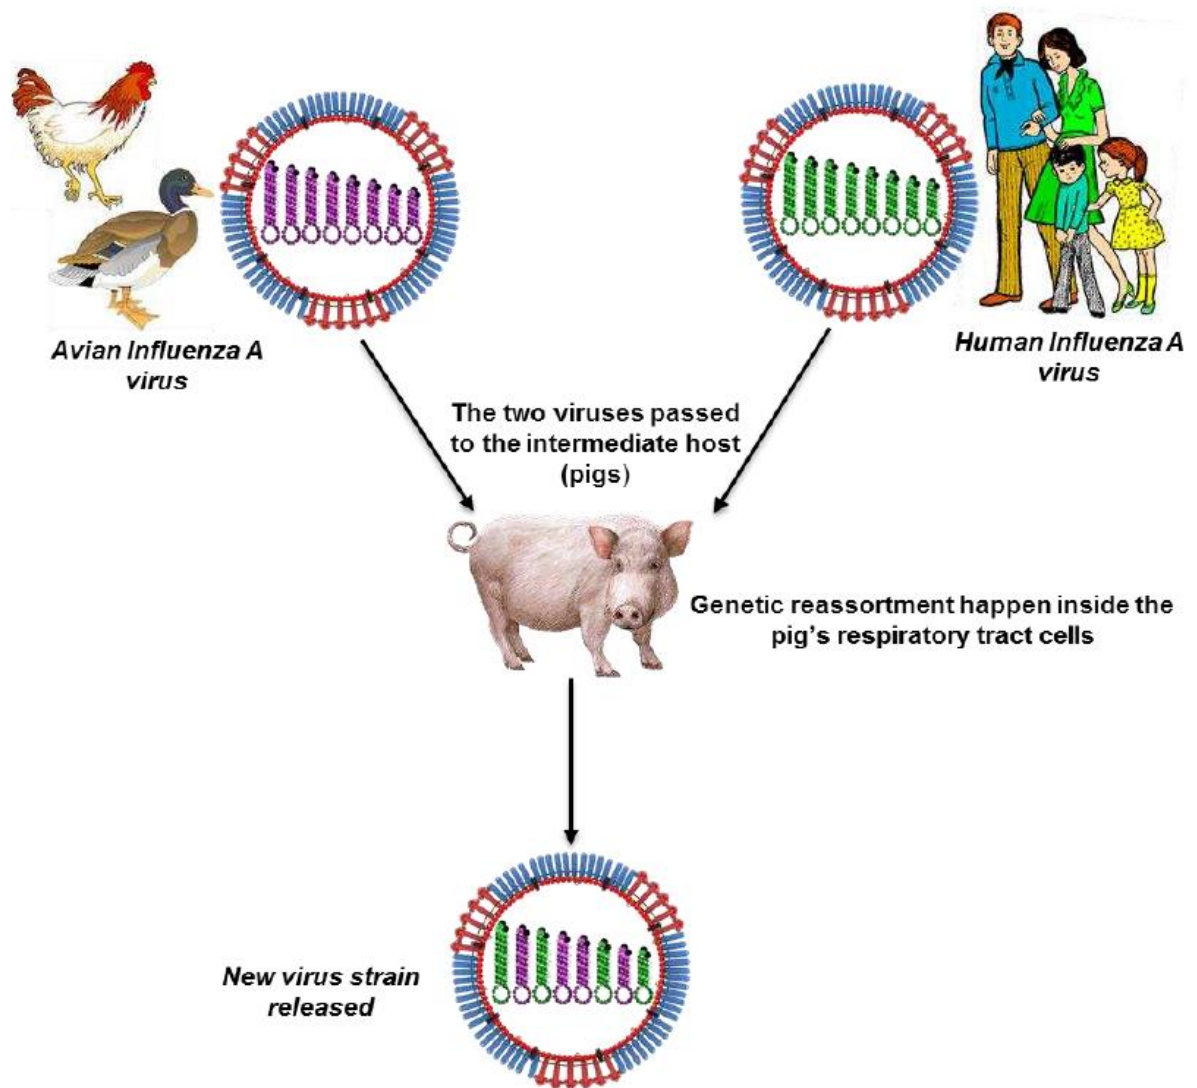 Avian Influenza A
virus
Human Influenza A
virus
The two viruses passed
to the intermediate host
(pigs)
Genetic reassortment happen inside the
pig's respiratory tract cells
New virus strain
released